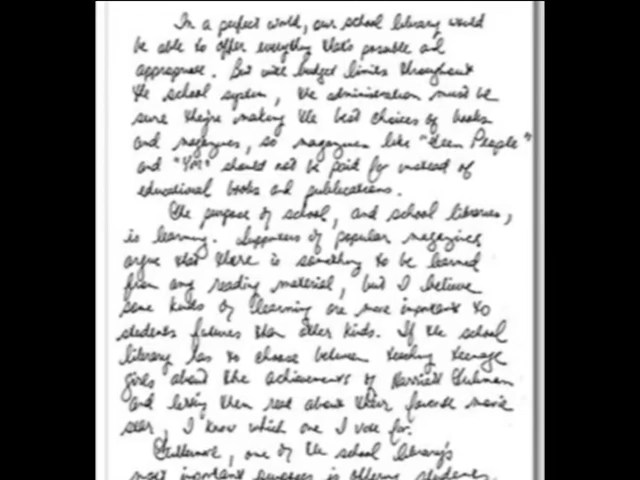 In a perfect world, our school library would
be able to offer everything that's possible and
appropriate. But with budget limits throughout
the school system, the administration must be
sure they're making the best choices of books
and magazines, so magazines like "Teen People"
and "YM" should not be paid for instead of
educational books and publications.
The purpose of school, and school libraries,
is learning. Supporters of popular magazines
argue that there is something to be learned
from any reading material, but I believe
some kinds of learning are more important to
students futures than other kinds. If the school
library has to choose between teaching teenage
girls about the achievements of Harriett Tubman
and letting them read about their favorite movie
star, I know which one I vote for.
Futhermore, one of the school library's
most important purposes is offering students